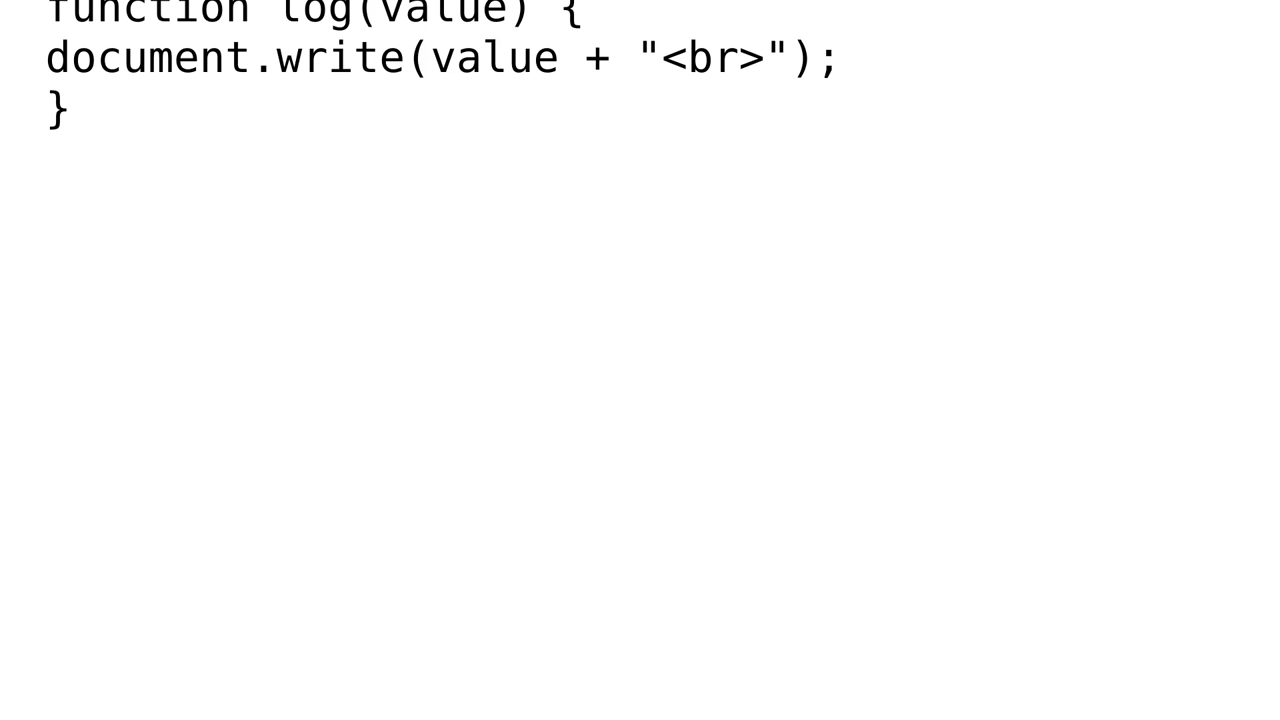 function log(value) {
document.write(value + "<br>");
}